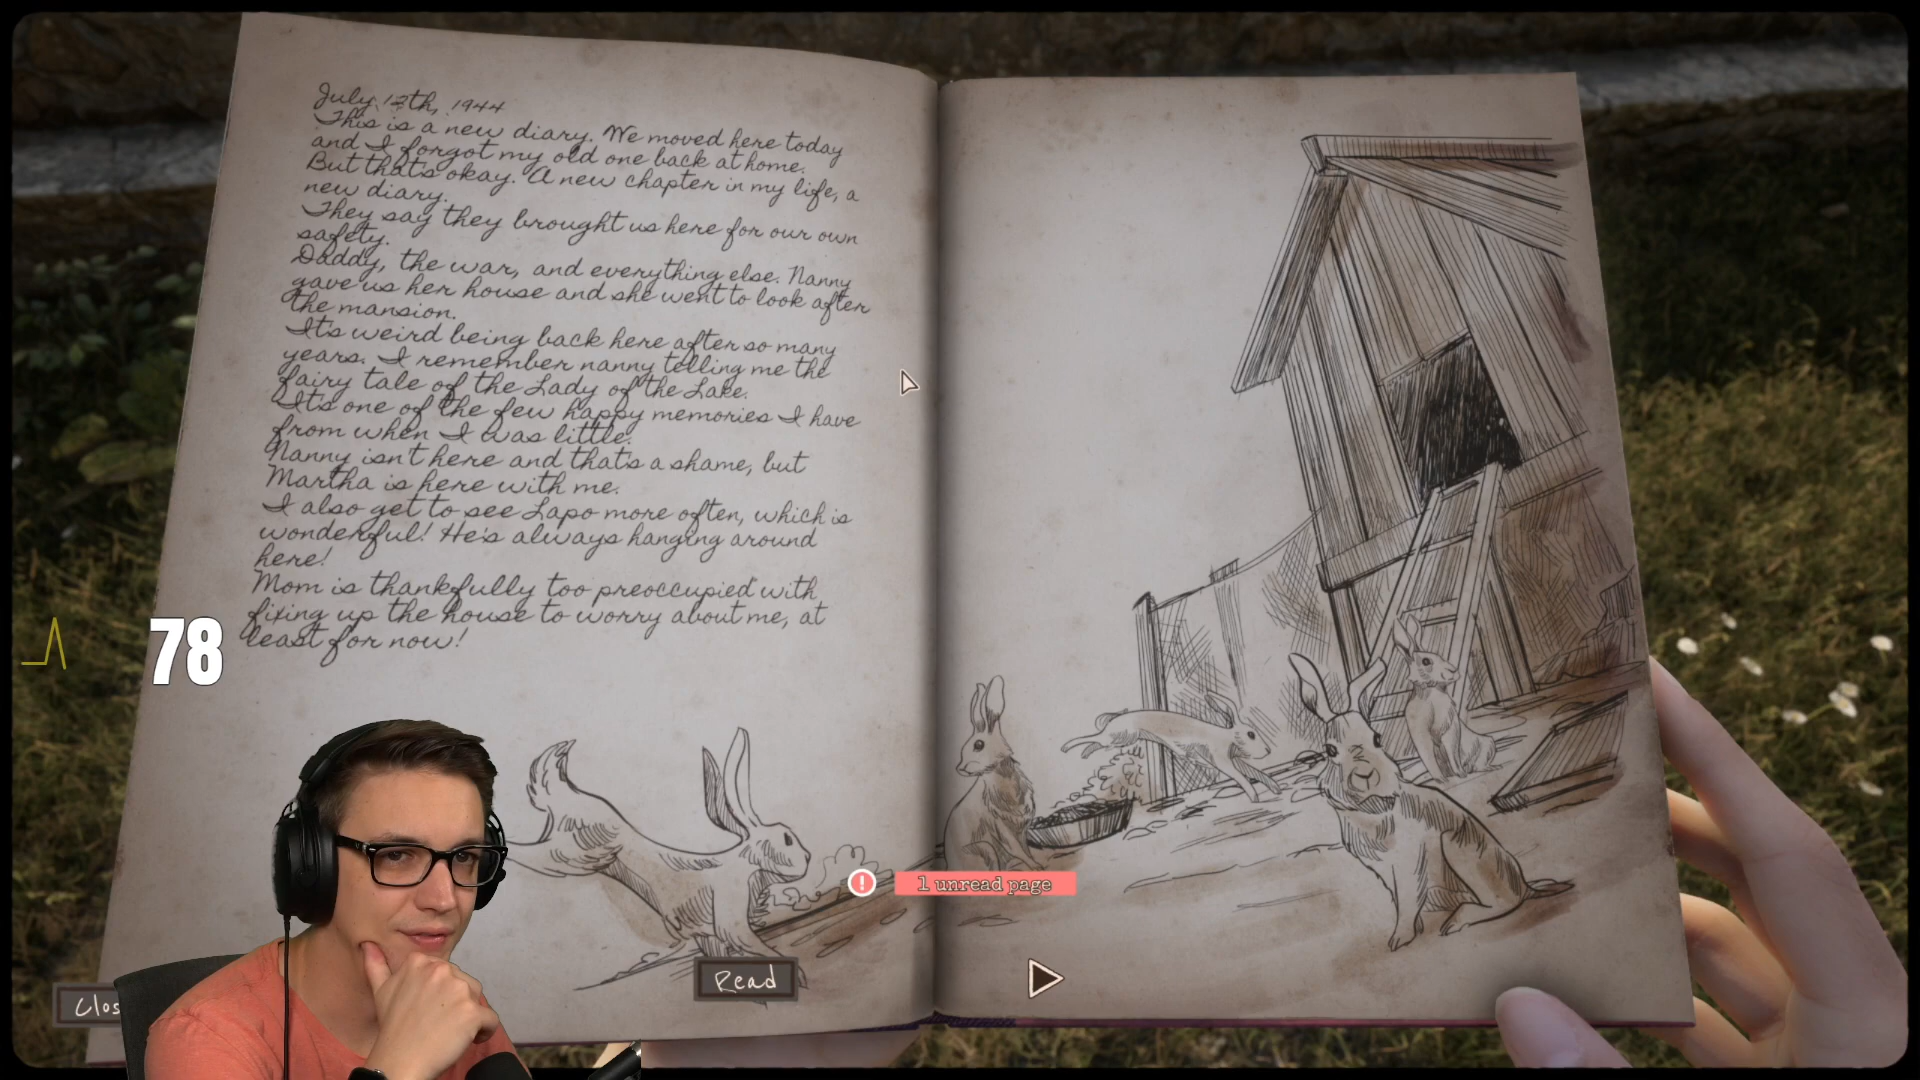 July 12th, 1944
This is a new diary. We moved here today
and I forgot my old one back at home.
But that's okay. A new chapter in my life, a
new diary.
They say they brought us here for our own
safety.
Daddy, the war, and everything else. Nanny
gave us her house and she went to look after
the mansion.
It's weird being back here after so many
years. I remember nanny telling me the
fairy tale of the Lady of the Lake.
It's one of the few happy memories I have
from when I was little.
Nanny isn't here and that's a shame, but
Martha is here with me.
I also get to see Lapo more often, which is
wonderful! He's always hanging around
here!
Mom is thankfully too preoccupied with
fixing up the house to worry about me, at
least for now!
78
! 1 unread page
Read
Clos